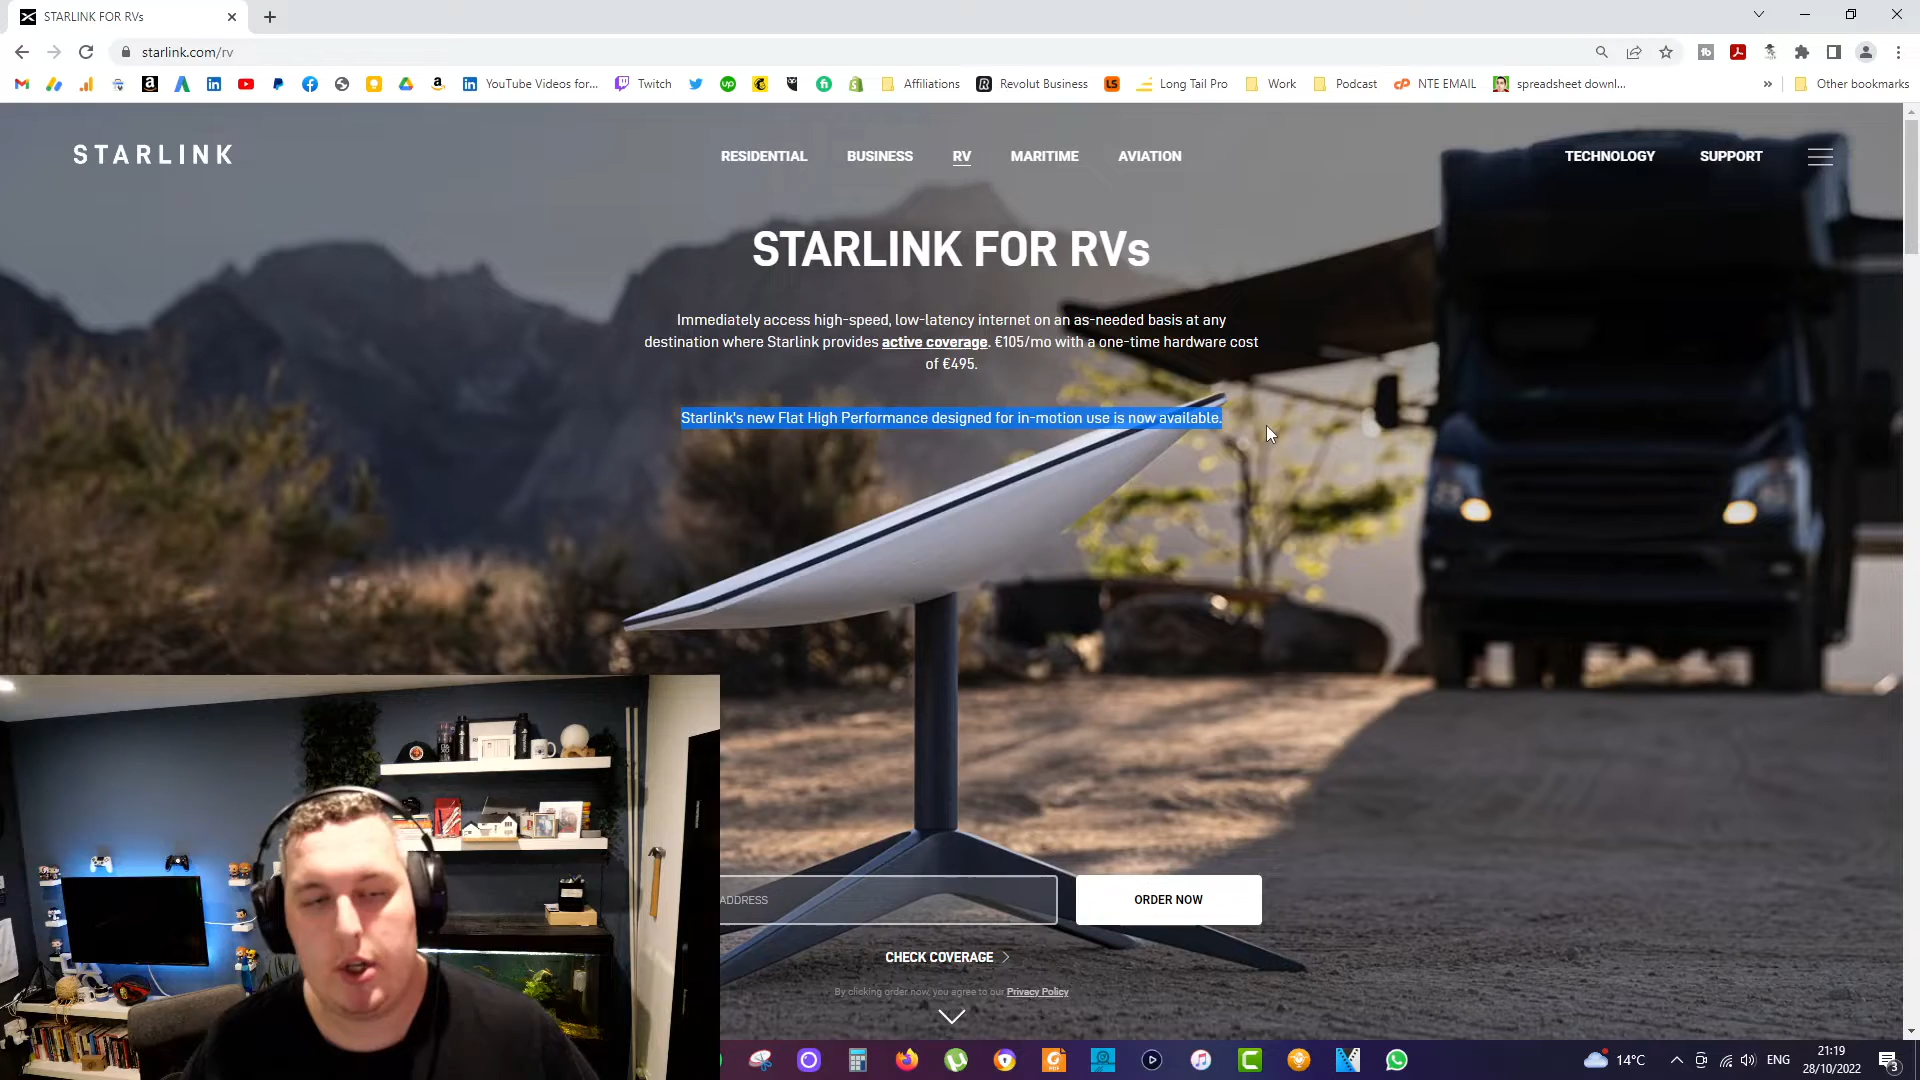 STARLINK FOR RVs
starlink.com/rv
YouTube Videos for...
Twitch
Affiliations
Revolut Business
Long Tail Pro
Work
Podcast
NTE EMAIL
spreadsheet downl...
»
Other bookmarks
STARLINK
RESIDENTIAL BUSINESS RV MARITIME AVIATION
TECHNOLOGY SUPPORT
STARLINK FOR RVs
Immediately access high-speed, low-latency internet on an as-needed basis at any
destination where Starlink provides active coverage. €105/mo with a one-time hardware cost
of €495.
Starlink's new Flat High Performance designed for in-motion use is now available.
ADDRESS
ORDER NOW
CHECK COVERAGE
By clicking order now, you agree to our Privacy Policy
14°C
ENG
21:19
28/10/2022
3